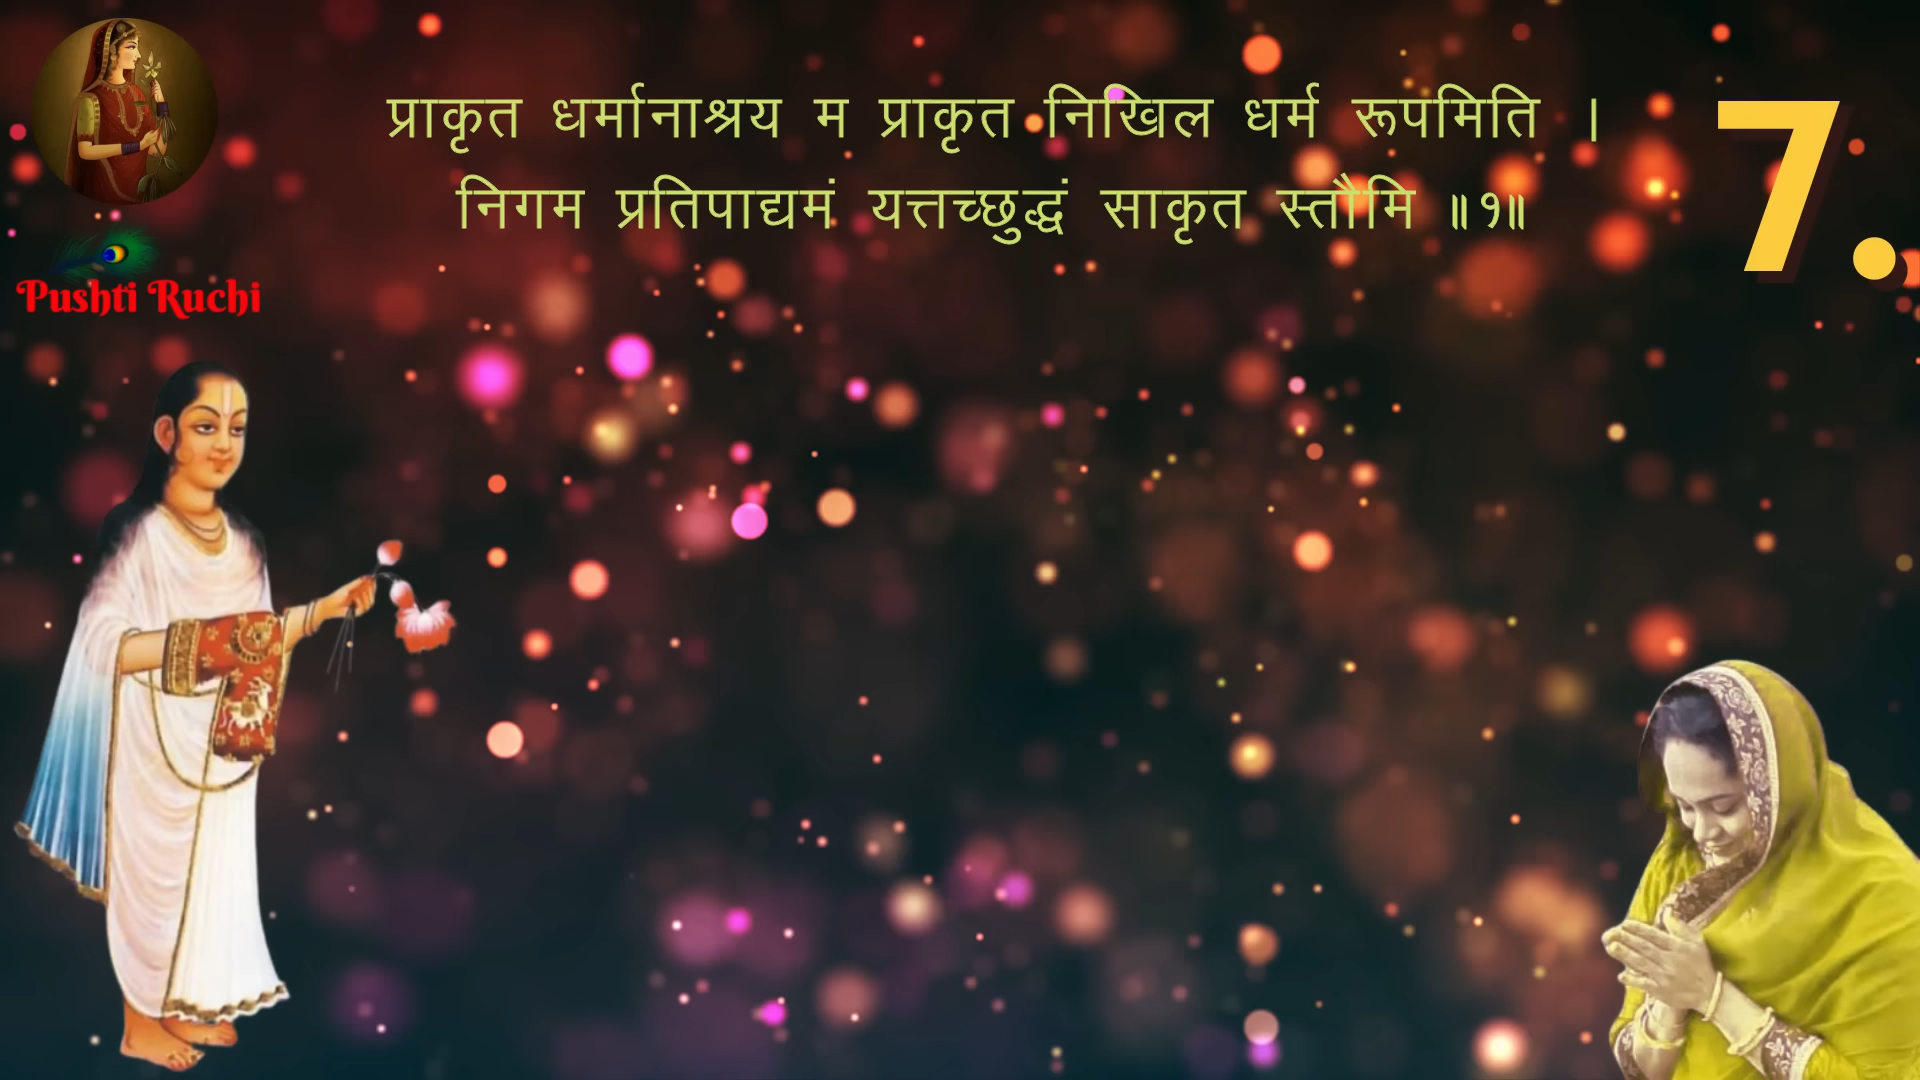 प्राकृत धर्मानाश्रय म प्राकृत निखिल धर्म रूपमिति ।
निगम प्रतिपाद्यमं यत्तच्छुद्धं साकृत स्तौमि ॥१॥
7.
Pushti Ruchi